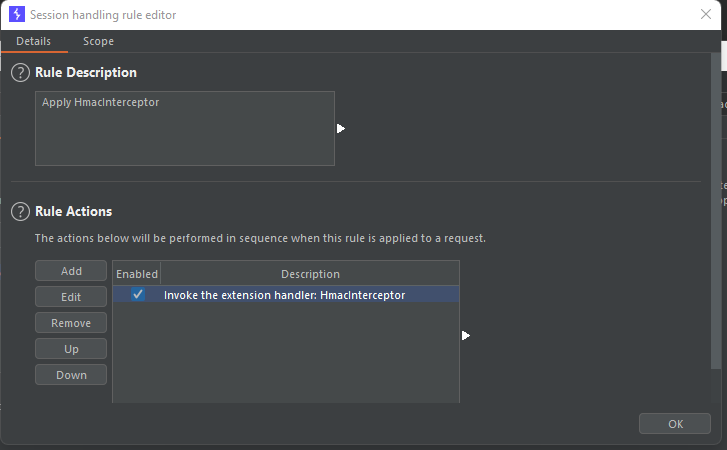 Session handling rule editor
Details Scope
Rule Description
Apply HmacInterceptor
Rule Actions
The actions below will be performed in sequence when this rule is applied to a request.
Add
Edit
Remove
Up
Down
Enabled Description
Invoke the extension handler: HmacInterceptor
OK